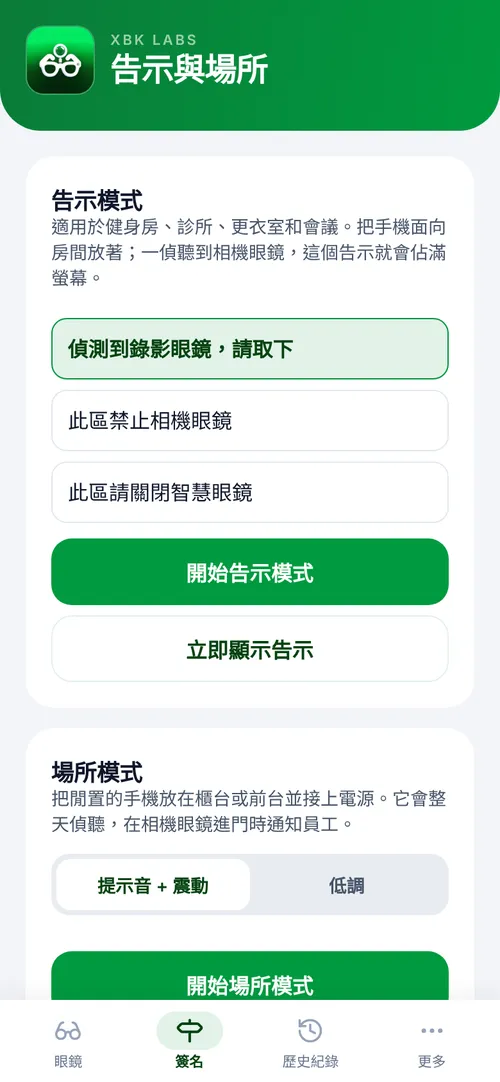 XBK LABS
告示與場所
告示模式
適用於健身房、診所、更衣室和會議。把手機面向
房間放著；一偵聽到相機眼鏡，這個告示就會佔滿
螢幕。
偵測到錄影眼鏡，請取下
此區禁止相機眼鏡
此區請關閉智慧眼鏡
開始告示模式
立即顯示告示
場所模式
把閒置的手機放在櫃台或前台並接上電源。它會整
天偵聽，在相機眼鏡進門時通知員工。
提示音 + 震動
低調
開始場所模式
眼鏡
簽名
歷史紀錄
更多